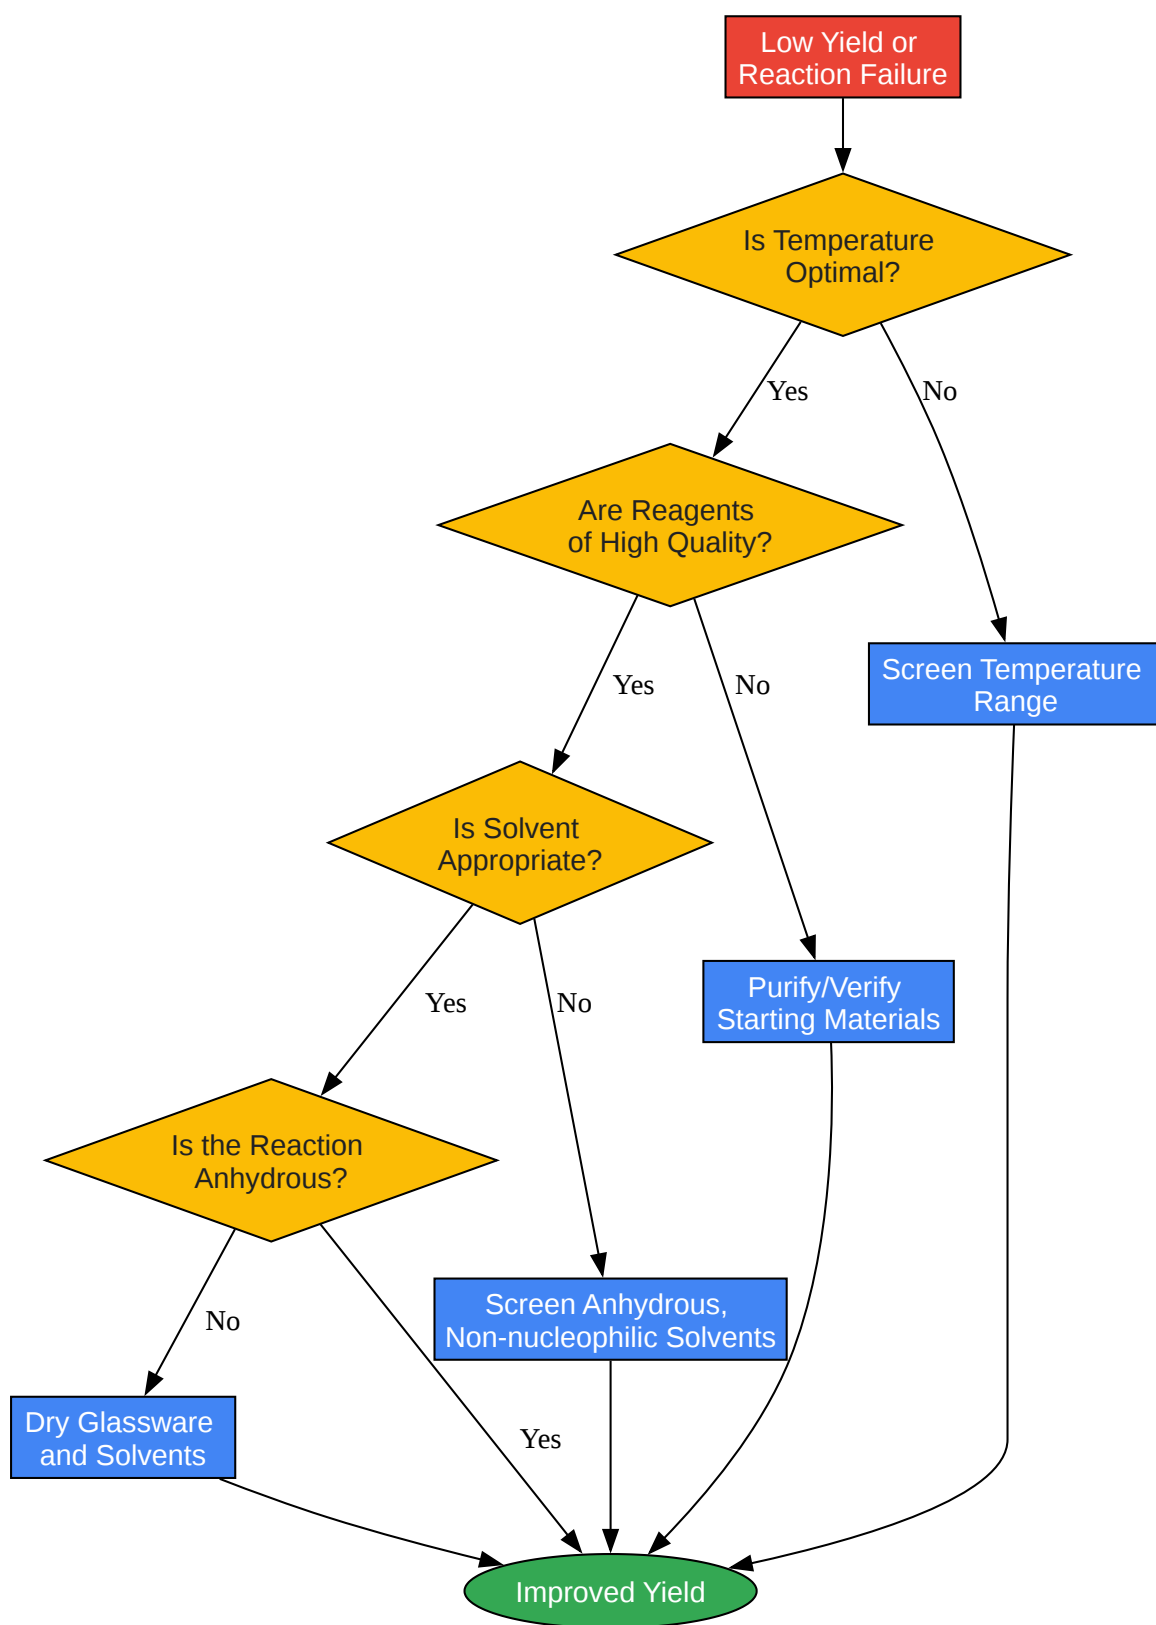 Low Yield or
Reaction Failure
Is Temperature
Optimal?
Yes
No
Are Reagents
of High Quality?
Yes
No
Screen Temperature
Range
Is Solvent
Appropriate?
Yes
No
Purify/Verify
Starting Materials
Is the Reaction
Anhydrous?
No
Yes
Screen Anhydrous,
Non-nucleophilic Solvents
Dry Glassware
and Solvents
Improved Yield